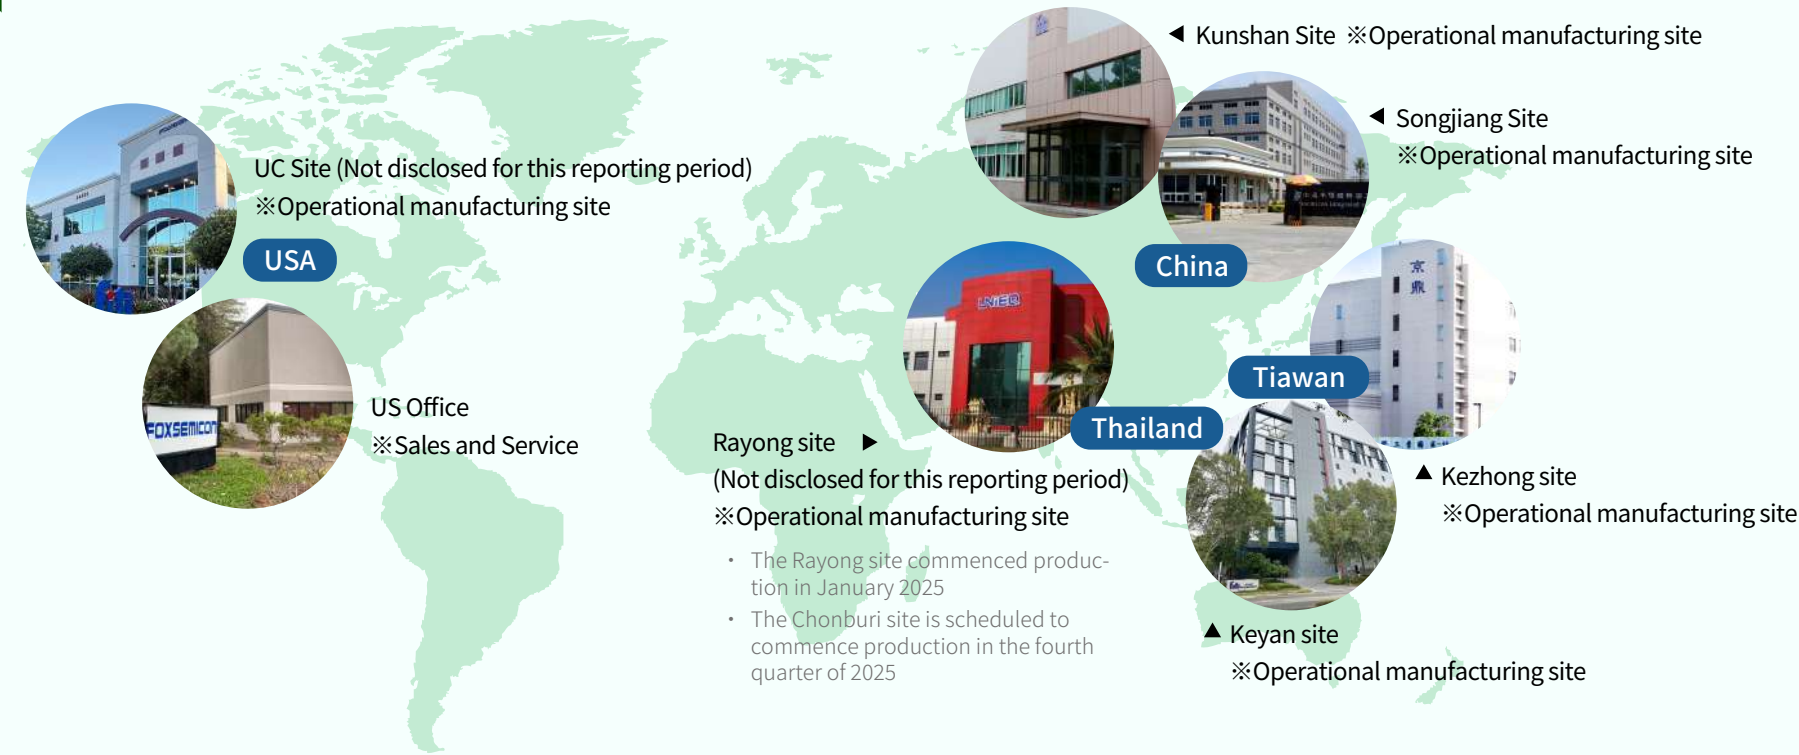 Kunshan Site ※Operational manufacturing site
Songjiang Site
※Operational manufacturing site
UC Site (Not disclosed for this reporting period)
※Operational manufacturing site
USA
China
LNiEQ
京
鼎
Tiawan
US Office
※Sales and Service
FOXSEMICON
Thailand
Rayong site
(Not disclosed for this reporting period)
※Operational manufacturing site
Kezhong site
※Operational manufacturing site
· The Rayong site commenced produc-
tion in January 2025
· The Chonburi site is scheduled to
commence production in the fourth
quarter of 2025
Keyan site
※Operational manufacturing site